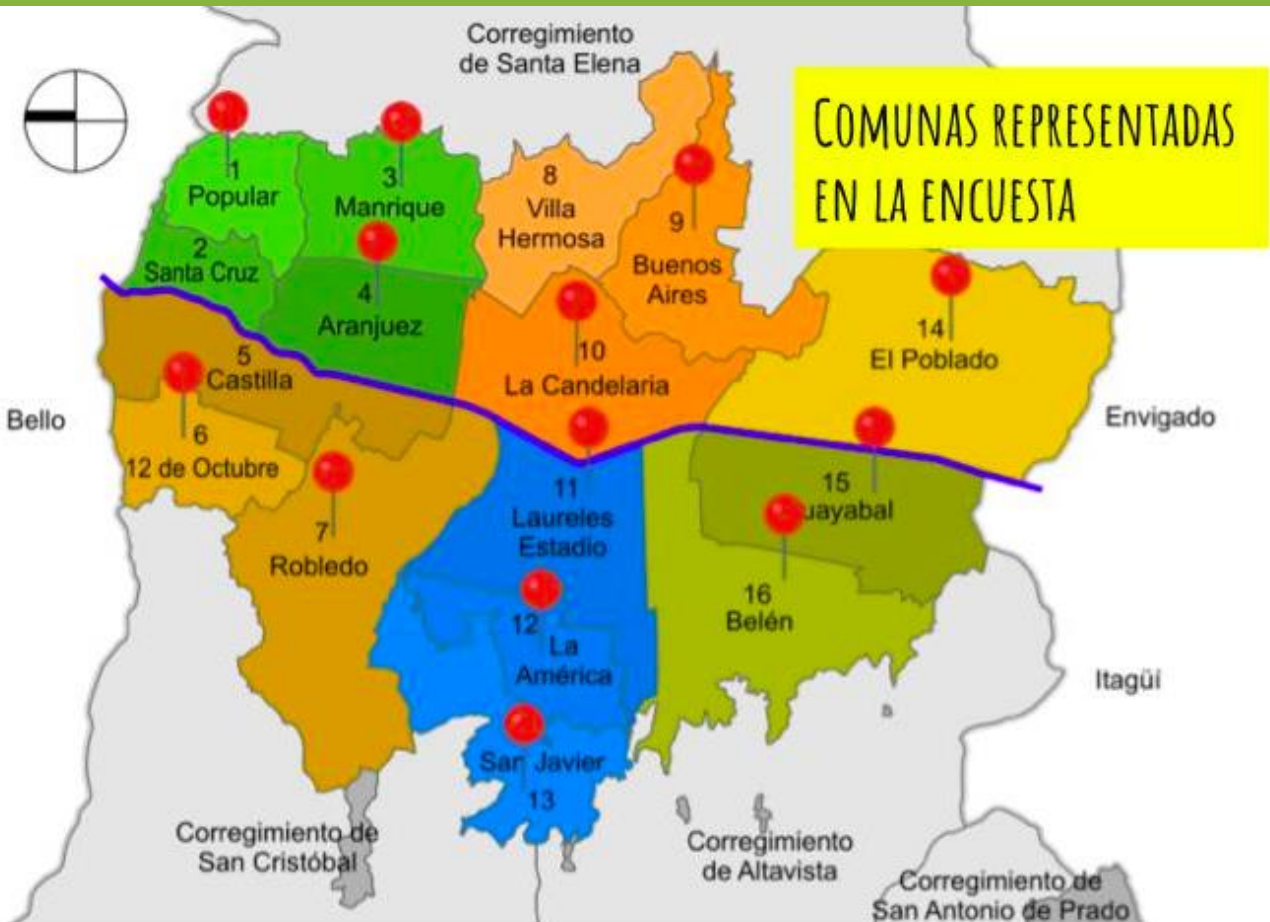 Corregimiento
de Santa Elena
COMUNAS REPRESENTADAS
EN LA ENCUESTA
1
Popular
3
Manrique
8
Villa
Hermosa
9
Buenos
Aires
2
Santa Cruz
4
Aranjuez
14
El Poblado
10
La Candelaria
5
Castilla
Bello
Envigado
6
12 de Octubre
7
Robledo
11
Laureles
Estadio
15
uayabal
16
Belén
12
La
América
Itagüí
San Javier
13
Corregimiento de
San Cristóbal
Corregimiento
de Altavista
Corregimiento de
San Antonio de Prado